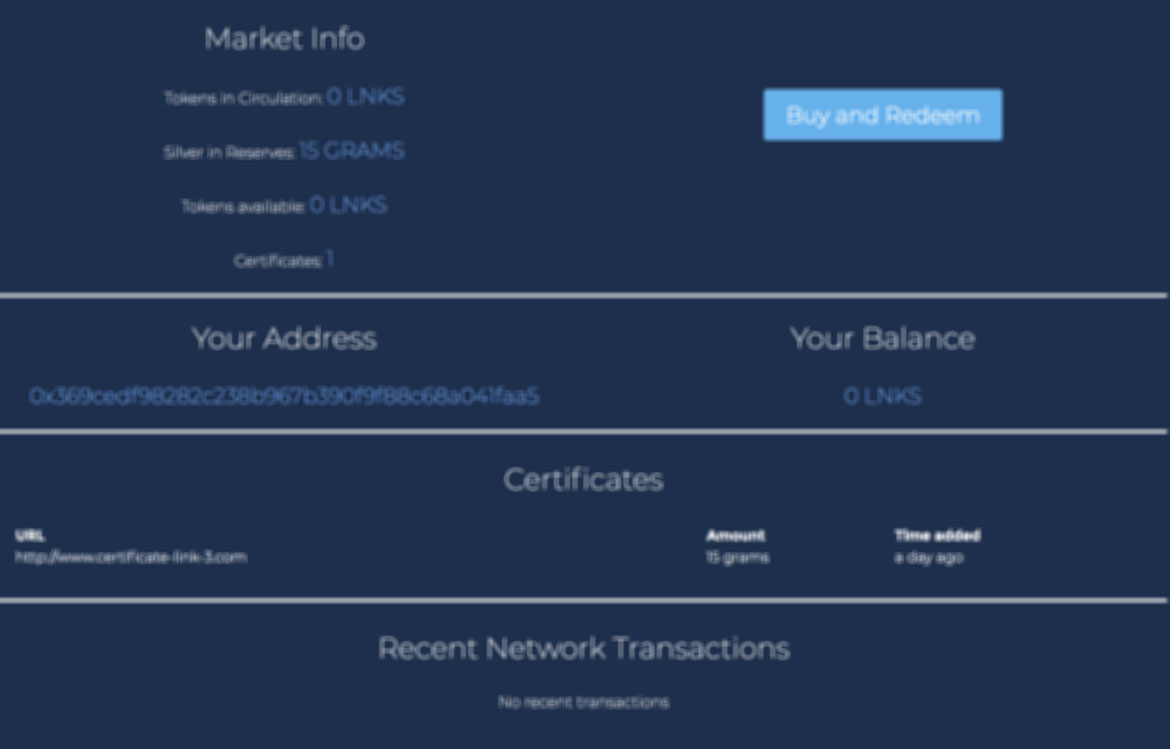 Market Info
Tokens in Circulation: 0 LNKS
Buy and Redeem
Silver in Reserves: 15 GRAMS
Tokens available: 0 LNKS
Certificates: 1
Your Address
Your Balance
0x369cedf98282c238b967b390f9f88c68a041faa5
0 LNKS
Certificates
URL Amount Time added
http://www.certificate-link-3.com 15 grams a day ago
Recent Network Transactions
No recent transactions